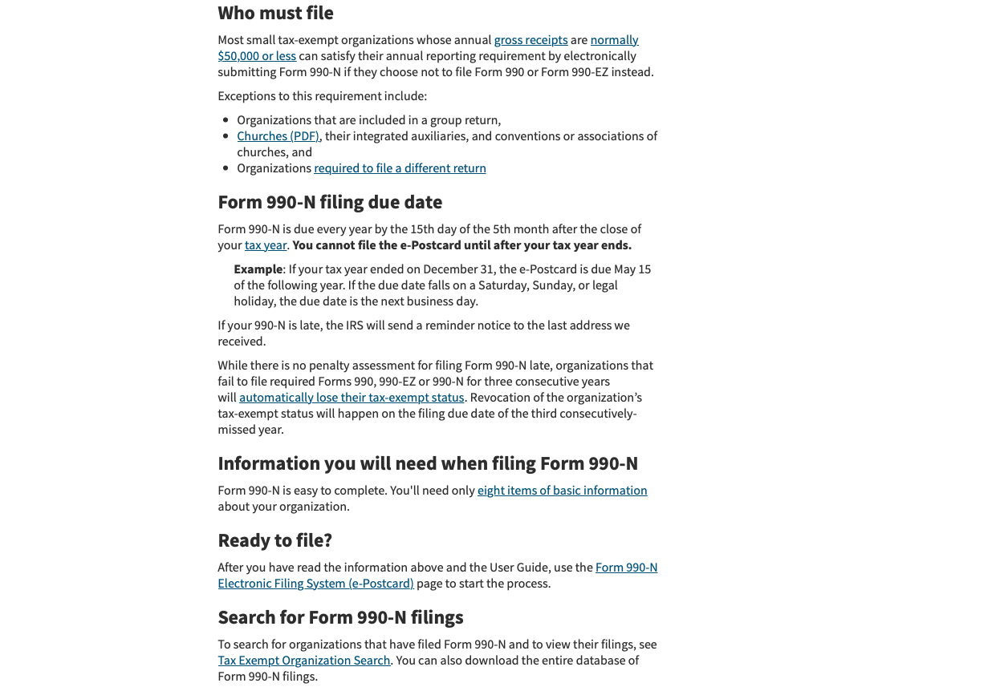 Who must file
Most small tax-exempt organizations whose annual gross receipts are normally
$50,000 or less can satisfy their annual reporting requirement by electronically
submitting Form 990-N if they choose not to file Form 990 or Form 990-EZ instead.
Exceptions to this requirement include:
• Organizations that are included in a group return,
• Churches (PDF), their integrated auxiliaries, and conventions or associations of
churches, and
• Organizations required to file a different return
Form 990-N filing due date
Form 990-N is due every year by the 15th day of the 5th month after the close of
your tax year. You cannot file the e-Postcard until after your tax year ends.
Example: If your tax year ended on December 31, the e-Postcard is due May 15
of the following year. If the due date falls on a Saturday, Sunday, or legal
holiday, the due date is the next business day.
If your 990-N is late, the IRS will send a reminder notice to the last address we
received.
While there is no penalty assessment for filing Form 990-N late, organizations that
fail to file required Forms 990, 990-EZ or 990-N for three consecutive years
will automatically lose their tax-exempt status. Revocation of the organization’s
tax-exempt status will happen on the filing due date of the third consecutively-
missed year.
Information you will need when filing Form 990-N
Form 990-N is easy to complete. You'll need only eight items of basic information
about your organization.
Ready to file?
After you have read the information above and the User Guide, use the Form 990-N
Electronic Filing System (e-Postcard) page to start the process.
Search for Form 990-N filings
To search for organizations that have filed Form 990-N and to view their filings, see
Tax Exempt Organization Search. You can also download the entire database of
Form 990-N filings.